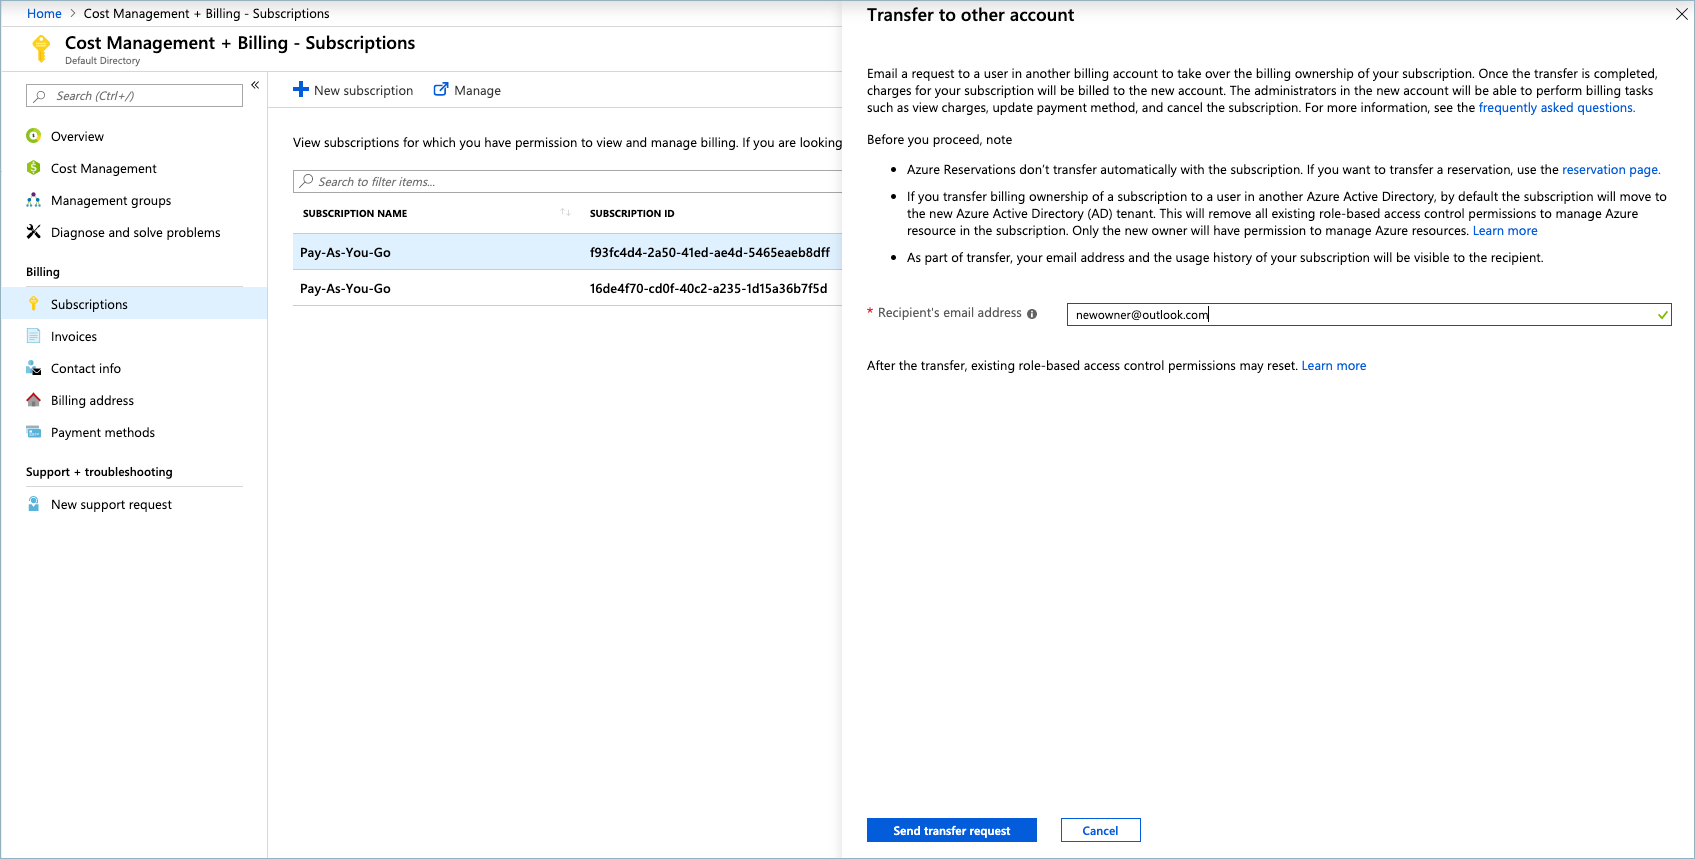 Home > Cost Management + Billing - Subscriptions
Cost Management + Billing - Subscriptions
Default Directory
Search (Ctrl+/)
«
Overview
Cost Management
Management groups
Diagnose and solve problems
Billing
Subscriptions
Invoices
Contact info
Billing address
Payment methods
Support + troubleshooting
New support request
New subscription
Manage
View subscriptions for which you have permission to view and manage billing. If you are looking
Search to filter items...
SUBSCRIPTION NAME
SUBSCRIPTION ID
Pay-As-You-Go
f93fc4d4-2a50-41ed-ae4d-5465eaeb8dff
Pay-As-You-Go
16de4f70-cd0f-40c2-a235-1d15a36b7f5d
Transfer to other account
Email a request to a user in another billing account to take over the billing ownership of your subscription. Once the transfer is completed,
charges for your subscription will be billed to the new account. The administrators in the new account will be able to perform billing tasks
such as view charges, update payment method, and cancel the subscription. For more information, see the frequently asked questions.
Before you proceed, note
• Azure Reservations don't transfer automatically with the subscription. If you want to transfer a reservation, use the reservation page.
• If you transfer billing ownership of a subscription to a user in another Azure Active Directory, by default the subscription will move to
the new Azure Active Directory (AD) tenant. This will remove all existing role-based access control permissions to manage Azure
resource in the subscription. Only the new owner will have permission to manage Azure resources. Learn more
• As part of transfer, your email address and the usage history of your subscription will be visible to the recipient.
* Recipient's email address
newowner@outlook.com
After the transfer, existing role-based access control permissions may reset. Learn more
Send transfer request
Cancel